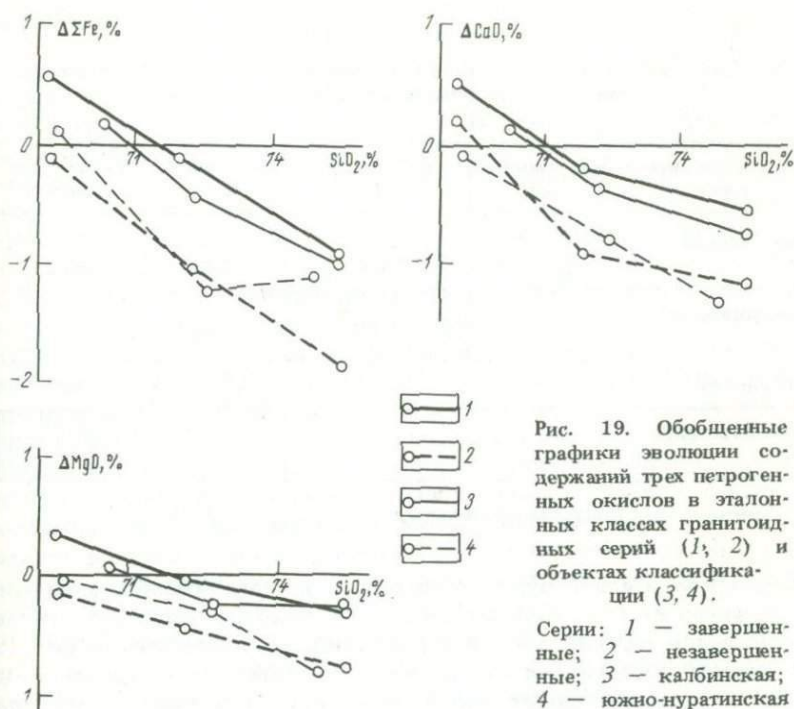 1
ΔΣFe, %
0
71
74
SiO₂, %
-1
-2
1
ΔCaO, %
0
71
74
SiO₂, %
-1
1
ΔMgO, %
0
71
74
SiO₂, %
1
1
2
3
4
Рис. 19. Обобщенные
графики эволюции со-
держаний трех петроген-
ных окислов в эталон-
ных классах гранитоид-
ных серий (1, 2) и
объектах классифика-
ции (3, 4).
Серии: 1 — завершен-
ные; 2 — незавершен-
ные; 3 — калбинская;
4 — южно-нуратинская